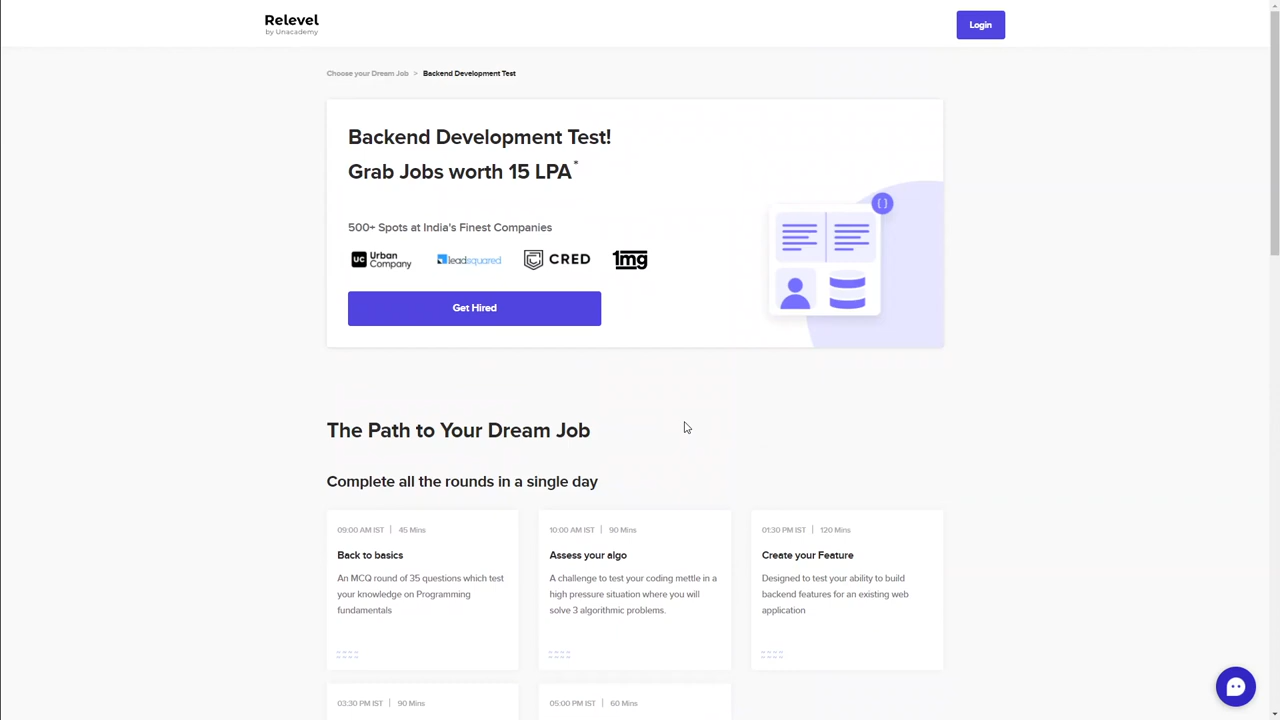 Relevel
by Unacademy
Login
Choose your Dream Job > Backend Development Test
Backend Development Test!
Grab Jobs worth 15 LPA*
500+ Spots at India's Finest Companies
UC Urban Company
leadsquared
CRED
1mg
Get Hired
The Path to Your Dream Job
Complete all the rounds in a single day
09:00 AM IST | 45 Mins
Back to basics
An MCQ round of 35 questions which test
your knowledge on Programming
fundamentals
10:00 AM IST | 90 Mins
Assess your algo
A challenge to test your coding mettle in a
high pressure situation where you will
solve 3 algorithmic problems.
01:30 PM IST | 120 Mins
Create your Feature
Designed to test your ability to build
backend features for an existing web
application
03:30 PM IST | 90 Mins
05:00 PM IST | 60 Mins